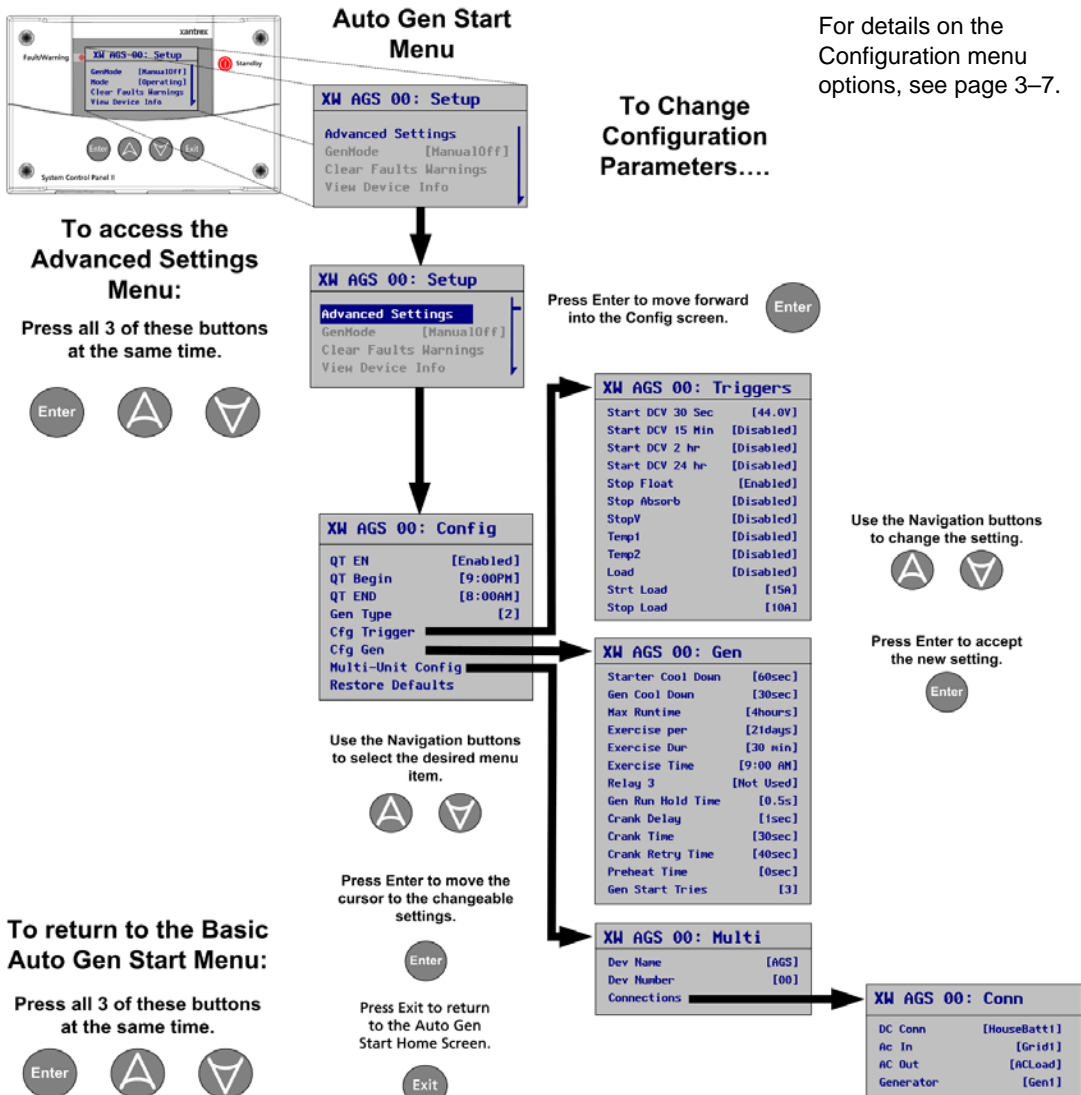 Auto Gen Start
Menu
For details on the
Configuration menu
options, see page 3–7.
xantrex
Fault/Warning
Standby
XW AGS 00: Setup
GenMode [ManualOff]
Mode [Operating]
Clear Faults Warnings
View Device Info
Enter
Exit
System Control Panel II
XW AGS 00: Setup
Advanced Settings
GenMode [ManualOff]
Clear Faults Warnings
View Device Info
To Change
Configuration
Parameters....
To access the
Advanced Settings
Menu:
Press all 3 of these buttons
at the same time.
Enter
XW AGS 00: Setup
Advanced Settings
GenMode [ManualOff]
Clear Faults Warnings
View Device Info
Press Enter to move forward
into the Config screen.
Enter
XW AGS 00: Config
QT EN [Enabled]
QT Begin [9:00PM]
QT END [8:00AM]
Gen Type [2]
Cfg Trigger
Cfg Gen
Multi-Unit Config
Restore Defaults
XW AGS 00: Triggers
Start DCV 30 Sec [44.0V]
Start DCV 15 Min [Disabled]
Start DCV 2 hr [Disabled]
Start DCV 24 hr [Disabled]
Stop Float [Enabled]
Stop Absorb [Disabled]
StopV [Disabled]
Temp1 [Disabled]
Temp2 [Disabled]
Load [Disabled]
Strt Load [15A]
Stop Load [10A]
Use the Navigation buttons
to change the setting.
Press Enter to accept
the new setting.
Enter
XW AGS 00: Gen
Starter Cool Down [60sec]
Gen Cool Down [30sec]
Max Runtime [4hours]
Exercise per [21days]
Exercise Dur [30 min]
Exercise Time [9:00 AM]
Relay 3 [Not Used]
Gen Run Hold Time [0.5s]
Crank Delay [1sec]
Crank Time [30sec]
Crank Retry Time [40sec]
Preheat Time [0sec]
Gen Start Tries [3]
Use the Navigation buttons
to select the desired menu
item.
Press Enter to move the
cursor to the changeable
settings.
Enter
Press Exit to return
to the Auto Gen
Start Home Screen.
Exit
To return to the Basic
Auto Gen Start Menu:
Press all 3 of these buttons
at the same time.
Enter
XW AGS 00: Multi
Dev Name [AGS]
Dev Number [00]
Connections
XW AGS 00: Conn
DC Conn [HouseBatt1]
Ac In [Grid1]
AC Out [ACLoad]
Generator [Gen1]